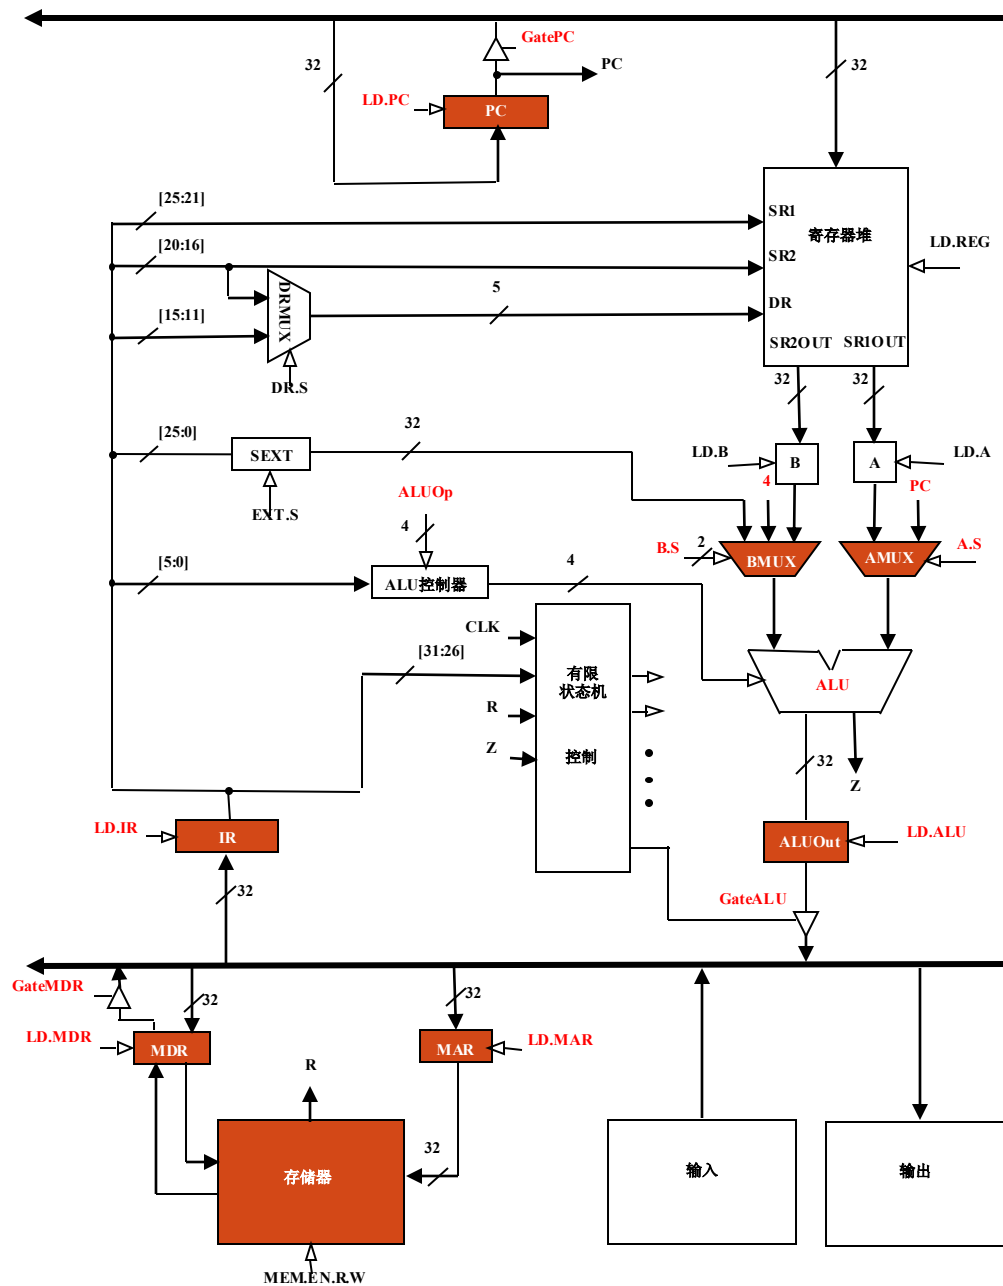 GatePC
32
PC
32
LD.PC
PC
[25:21]
SR1
寄存器堆
[20:16]
SR2
LD.REG
DRMUX
5
DR
[15:11]
SR2OUT
SR1OUT
DR.S
32
32
[25:0]
32
SEXT
LD.B
B
A
LD.A
ALUOp
4
PC
EXT.S
4
B.S
2
BMUX
AMUX
A.S
[5:0]
ALU控制器
4
CLK
[31:26]
有限
状态机
ALU
R
Z
控制
32
Z
LD.IR
IR
ALUOut
LD.ALU
32
GateALU
GateMDR
32
32
LD.MDR
MDR
MAR
LD.MAR
R
32
存储器
输入
输出
MEM.EN.R.W